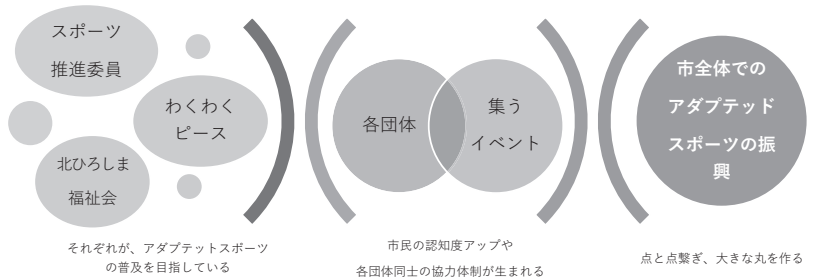 スポーツ
推進委員
わくわく
ピース
北ひろしま
福祉会
それぞれが、アダプテットスポーツ
の普及を目指している
各団体
集う
イベント
市民の認知度アップや
各団体同士の協力体制が生まれる
市全体での
アダプテッド
スポーツの振
興
点と点繋ぎ、大きな丸を作る